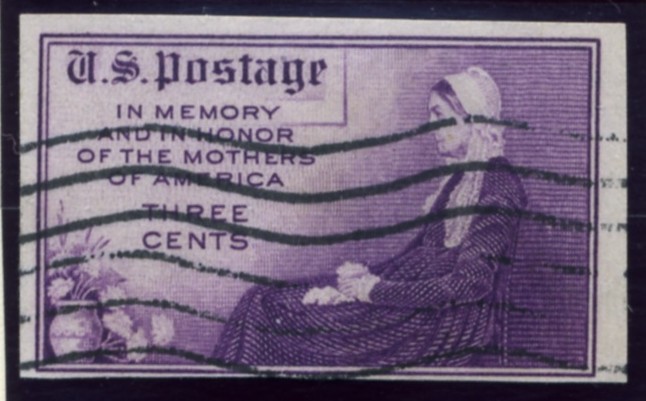 U.S. Postage
IN MEMORY
AND IN HONOR
OF THE MOTHERS
OF AMERICA
THREE
CENTS